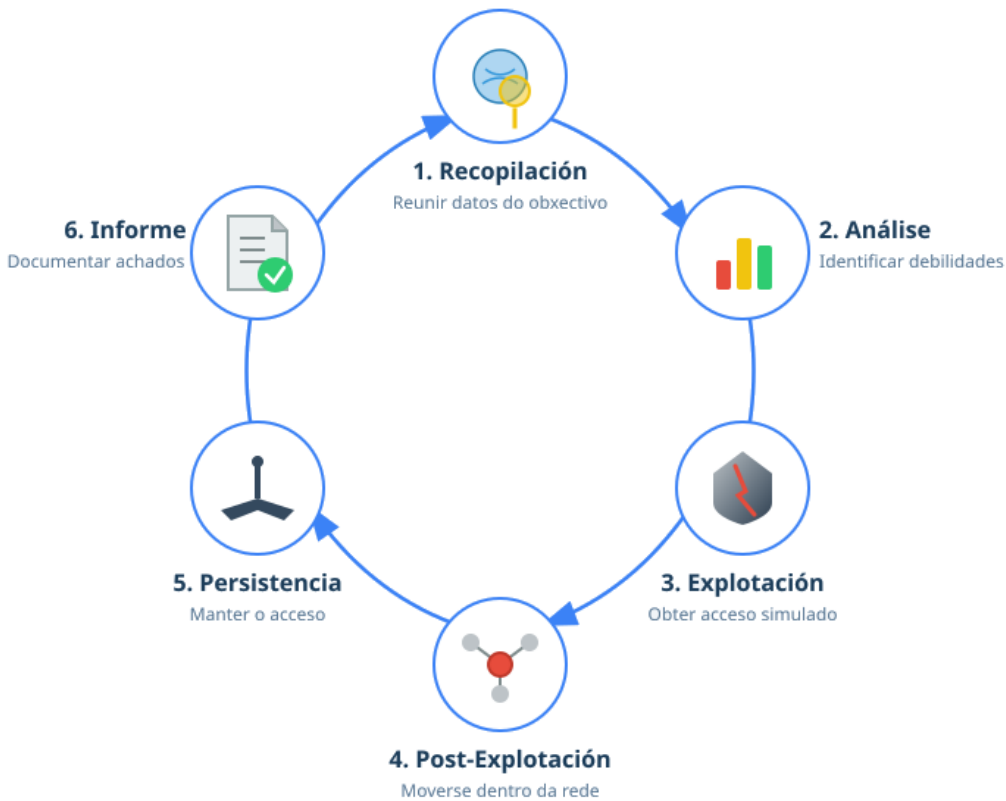 1. Recopilación
Reunir datos do obxectivo
2. Análise
Identificar debilidades
3. Explotación
Obter acceso simulado
4. Post-Explotación
Moverse dentro da rede
5. Persistencia
Manter o acceso
6. Informe
Documentar achados